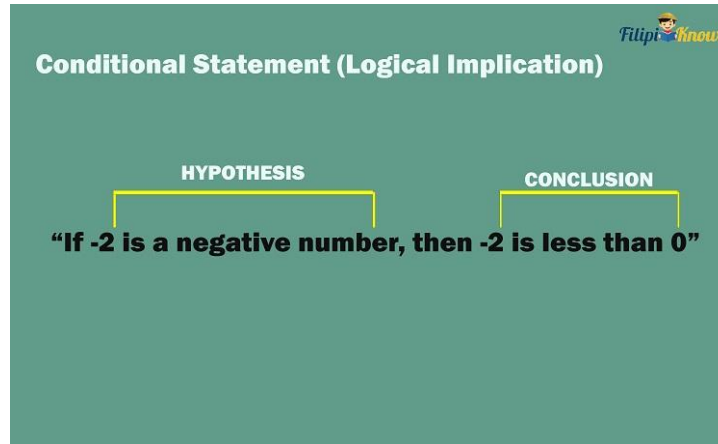 FilipiKnow
Conditional Statement (Logical Implication)
HYPOTHESIS
CONCLUSION
“If -2 is a negative number, then -2 is less than 0”